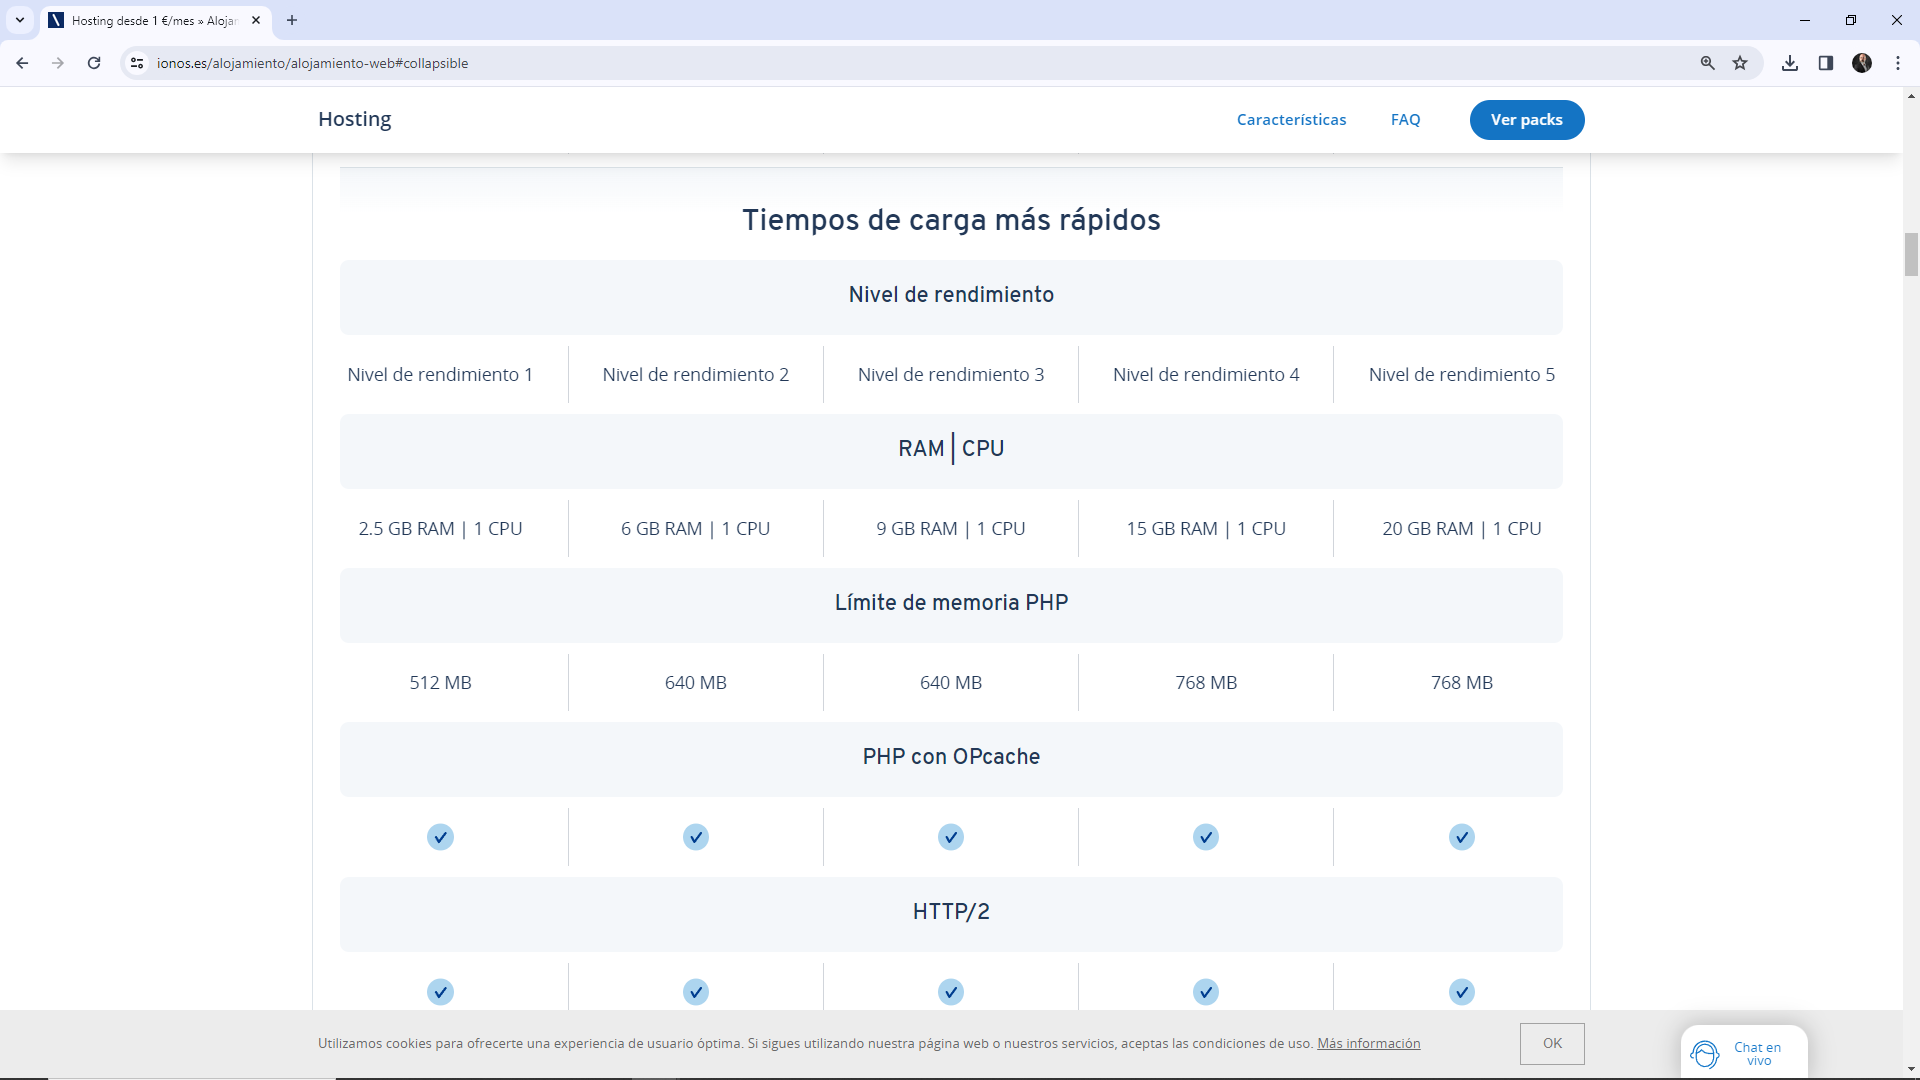 Hosting desde 1 €/mes » Alojar
ionos.es/alojamiento/alojamiento-web#collapsible
Hosting
Características
FAQ
Ver packs
Tiempos de carga más rápidos
Nivel de rendimiento
Nivel de rendimiento 1
Nivel de rendimiento 2
Nivel de rendimiento 3
Nivel de rendimiento 4
Nivel de rendimiento 5
RAM | CPU
2.5 GB RAM | 1 CPU
6 GB RAM | 1 CPU
9 GB RAM | 1 CPU
15 GB RAM | 1 CPU
20 GB RAM | 1 CPU
Límite de memoria PHP
512 MB
640 MB
640 MB
768 MB
768 MB
PHP con OPcache
HTTP/2
Utilizamos cookies para ofrecerte una experiencia de usuario óptima. Si sigues utilizando nuestra página web o nuestros servicios, aceptas las condiciones de uso. Más información
OK
Chat en
vivo